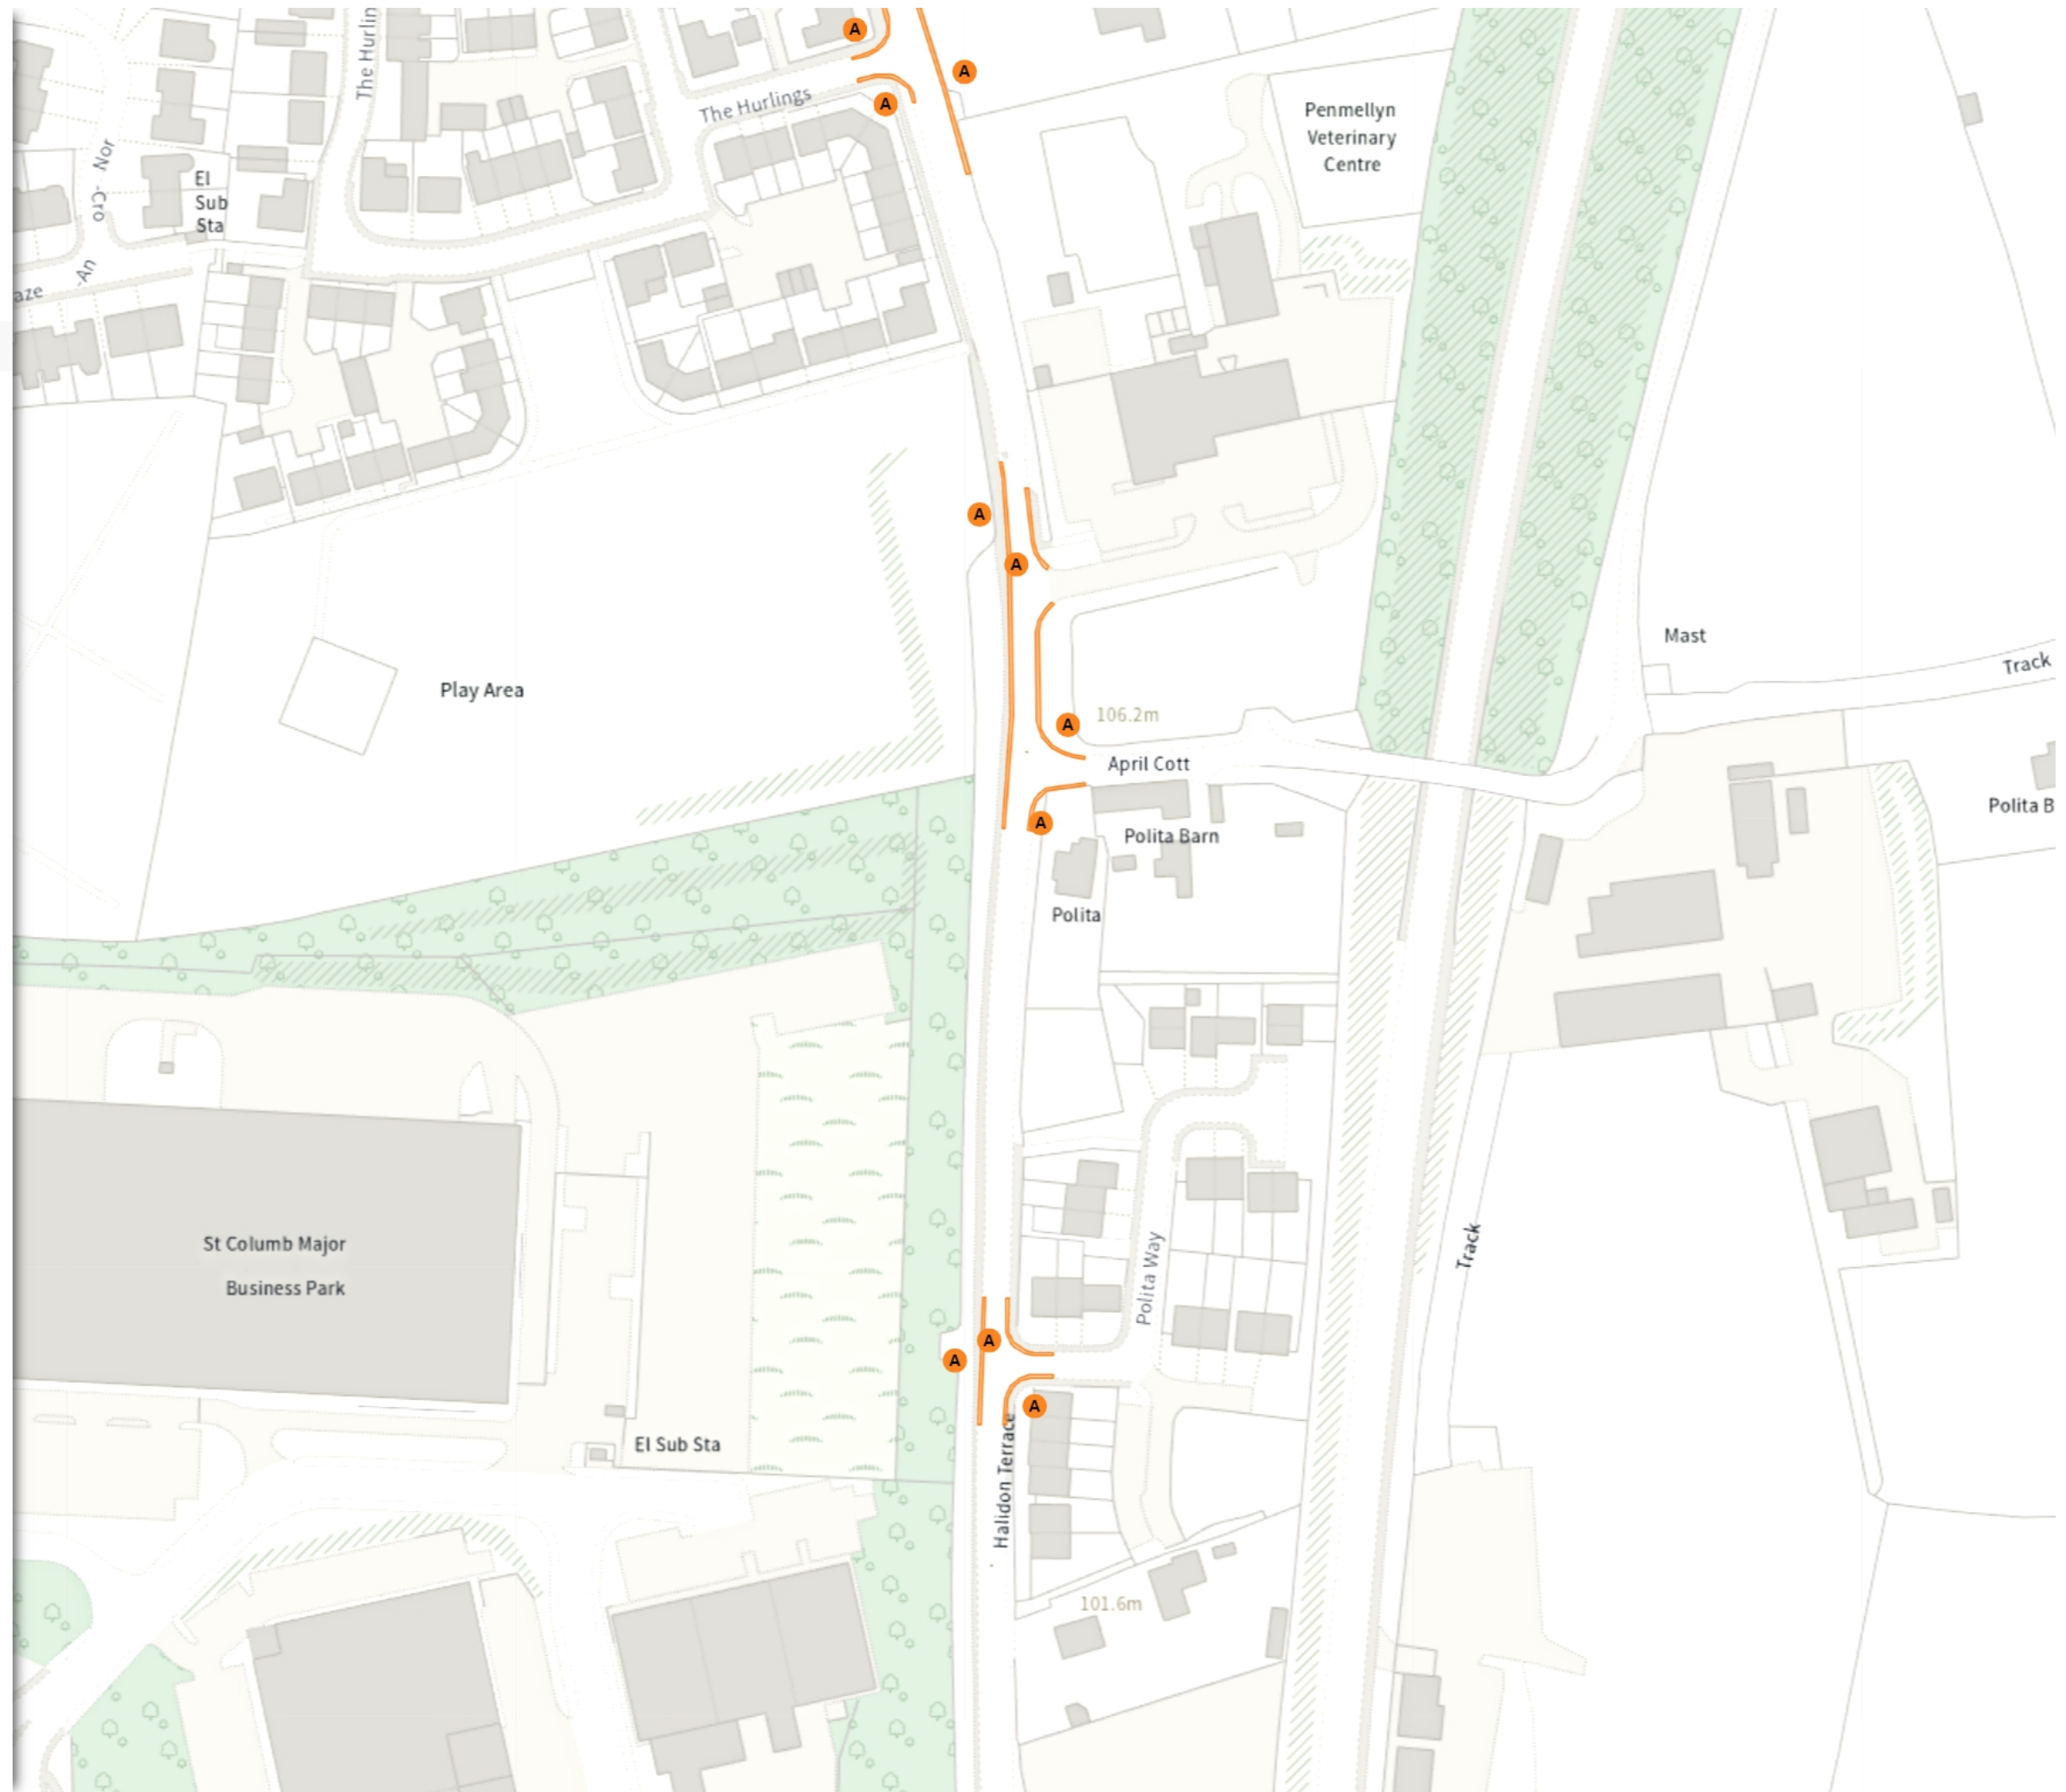 The Hurlin
A
A
A
The Hurlings
Penmellyn
Veterinary
Centre
Nor
Cro
El
Sub
Sta
-An
aze
A
A
Mast
Track
Play Area
A
106.2m
April Cott
A
Polita Barn
Polita B
Polita
St Columb Major
Business Park
Polita Way
Track
A
A
A
El Sub Sta
Halidon Terrace
101.6m